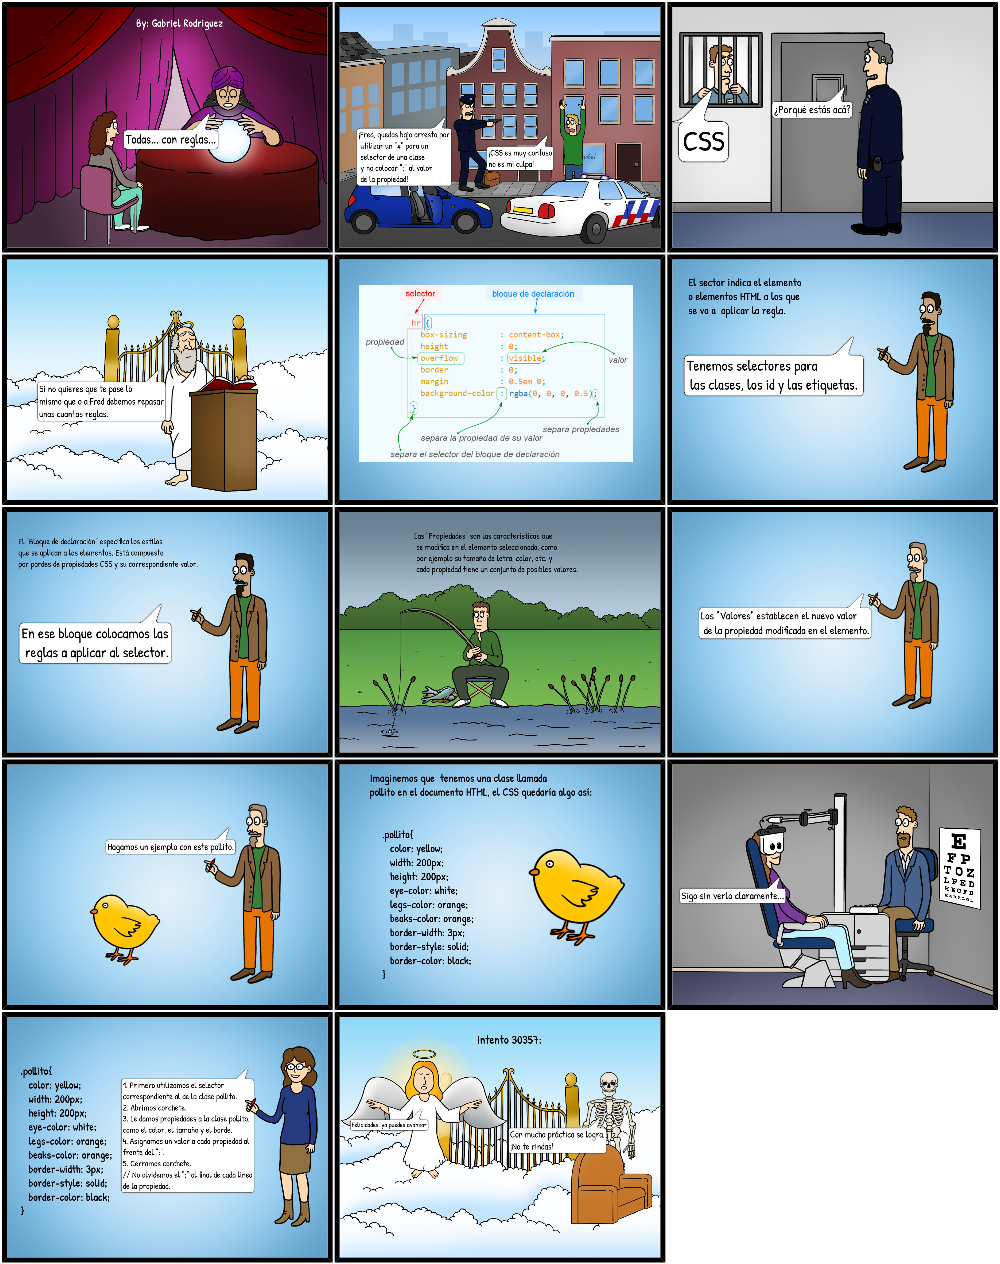 By: Gabriel Rodriguez
Todas... con reglas...
¡Fred, quedas bajo arresto por
utilizar un "#" para un
selector de una clase
y no colocar ";" al valor
de la propiedad!
¡CSS es muy confuso
no es mi culpa!
¿Porqué estás acá?
CSS
Si no quieres que te pase lo
mismo que a a Fred debemos repasar
unas cuantas reglas.
selector
bloque de declaración
hr {
box-sizing : content-box;
height : 0;
propiedad
overflow : visible;
valor
border : 0;
margin : 0.5em 0;
background-color : rgba(0, 0, 0, 0.5);
}
separa propiedades
separa la propiedad de su valor
separa el selector del bloque de declaración
El sector indica el elemento
o elementos HTML a los que
se va a aplicar la regla.
Tenemos selectores para
las clases, los id y las etiquetas.
El "Bloque de declaración" especifica los estilos
que se aplican a los elementos. Está compuesto
por pardes de propiedades CSS y su correspondiente valor.
En ese bloque colocamos las
reglas a aplicar al selector.
Las "Propiedades" son las características que
se modifica en el elemento seleccionado, como
por ejemplo su tamaño de letra, color, etc. y
cada propiedad tiene un conjunto de posibles valores.
Los "Valores" establecen el nuevo valor
de la propiedad modificada en el elemento.
Hagamos un ejemplo con este pollito.
Imaginemos que tenemos una clase llamada
pollito en el documento HTML, el CSS quedaría algo así:
.pollito{
color: yellow;
width: 200px;
height: 200px;
eye-color: white;
legs-color: orange;
beaks-color: orange;
border-width: 3px;
border-style: solid;
border-color: black;
}
Sigo sin verlo claramente...
E
F P
T O Z
L P E D
.pollito{
color: yellow;
width: 200px;
height: 200px;
eye-color: white;
legs-color: orange;
beaks-color: orange;
border-width: 3px;
border-style: solid;
border-color: black;
}
1. Primero utilizamos el selector
correspondiente al de la clase pollito.
2. Abrimos corchete.
3. Le damos propiedades a la clase pollito,
como el color, el tamaño y el borde.
4. Asignamos un valor a cada propiedad al
frente del ":".
5. Cerramos corchete.
// No olvidemos el ";" al final de cada línea
de la propiedad.
Intento 30357:
Felicidades, ya puedes avanzar
Con mucha práctica se logra,
¡No te rindas!